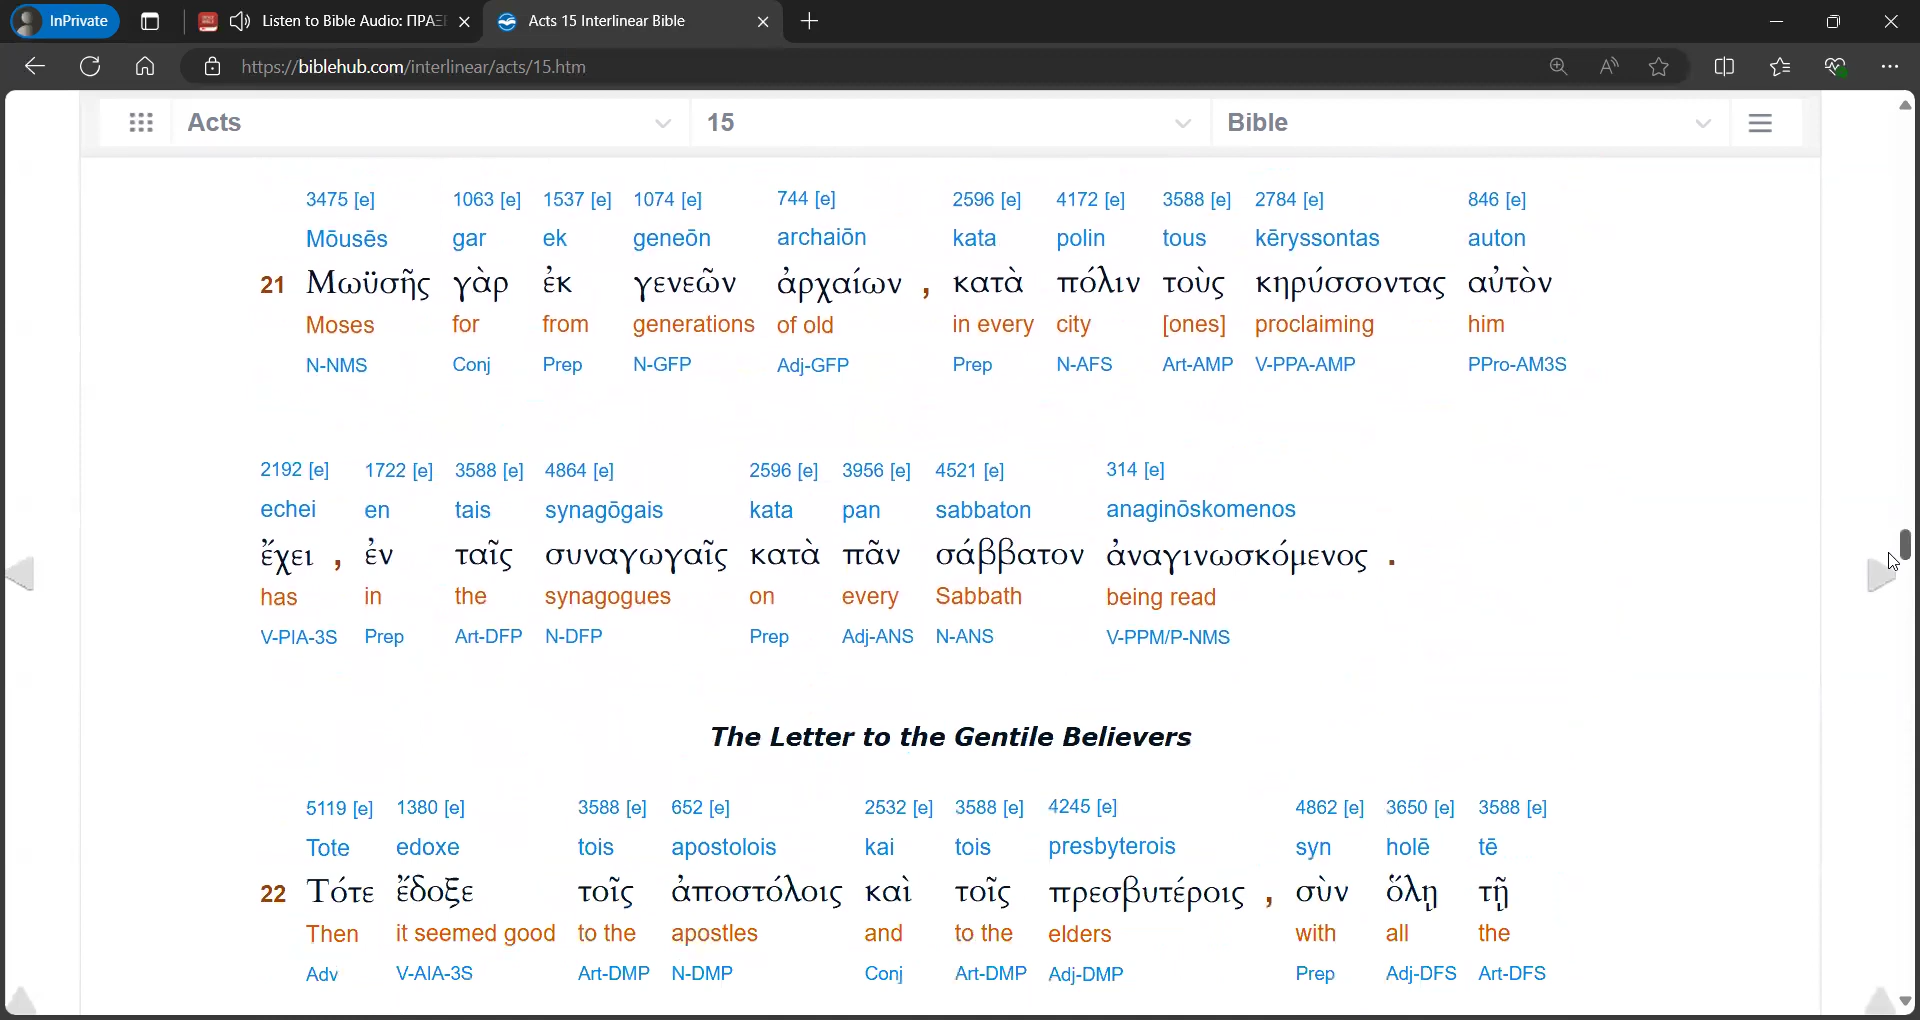 InPrivate
Listen to Bible Audio: ΠΡΑΞ
Acts 15 Interlinear Bible
https://biblehub.com/interlinear/acts/15.htm
Acts 15 Bible
3475 [e] 1063 [e] 1537 [e] 1074 [e] 744 [e] 2596 [e] 4172 [e] 3588 [e] 2784 [e] 846 [e]
Mōusēs gar ek geneōn archaiōn kata polin tous kēryssontas auton
21 Μωϋσῆς γὰρ ἐκ γενεῶν ἀρχαίων , κατὰ πόλιν τοὺς κηρύσσοντας αὐτὸν
Moses for from generations of old in every city [ones] proclaiming him
N-NMS Conj Prep N-GFP Adj-GFP Prep N-AFS Art-AMP V-PPA-AMP PPro-AM3S
2192 [e] 1722 [e] 3588 [e] 4864 [e] 2596 [e] 3956 [e] 4521 [e] 314 [e]
echei en tais synagōgais kata pan sabbaton anaginōskomenos
ἔχει , ἐν ταῖς συναγωγαῖς κατὰ πᾶν σάββατον ἀναγινωσκόμενος .
has in the synagogues on every Sabbath being read
V-PIA-3S Prep Art-DFP N-DFP Prep Adj-ANS N-ANS V-PPM/P-NMS
The Letter to the Gentile Believers
5119 [e] 1380 [e] 3588 [e] 652 [e] 2532 [e] 3588 [e] 4245 [e] 4862 [e] 3650 [e] 3588 [e]
Tote edoxe tois apostolois kai tois presbyterois syn holē tē
22 Τότε ἔδοξε τοῖς ἀποστόλοις καὶ τοῖς πρεσβυτέροις , σὺν ὅλῃ τῇ
Then it seemed good to the apostles and to the elders with all the
Adv V-AIA-3S Art-DMP N-DMP Conj Art-DMP Adj-DMP Prep Adj-DFS Art-DFS